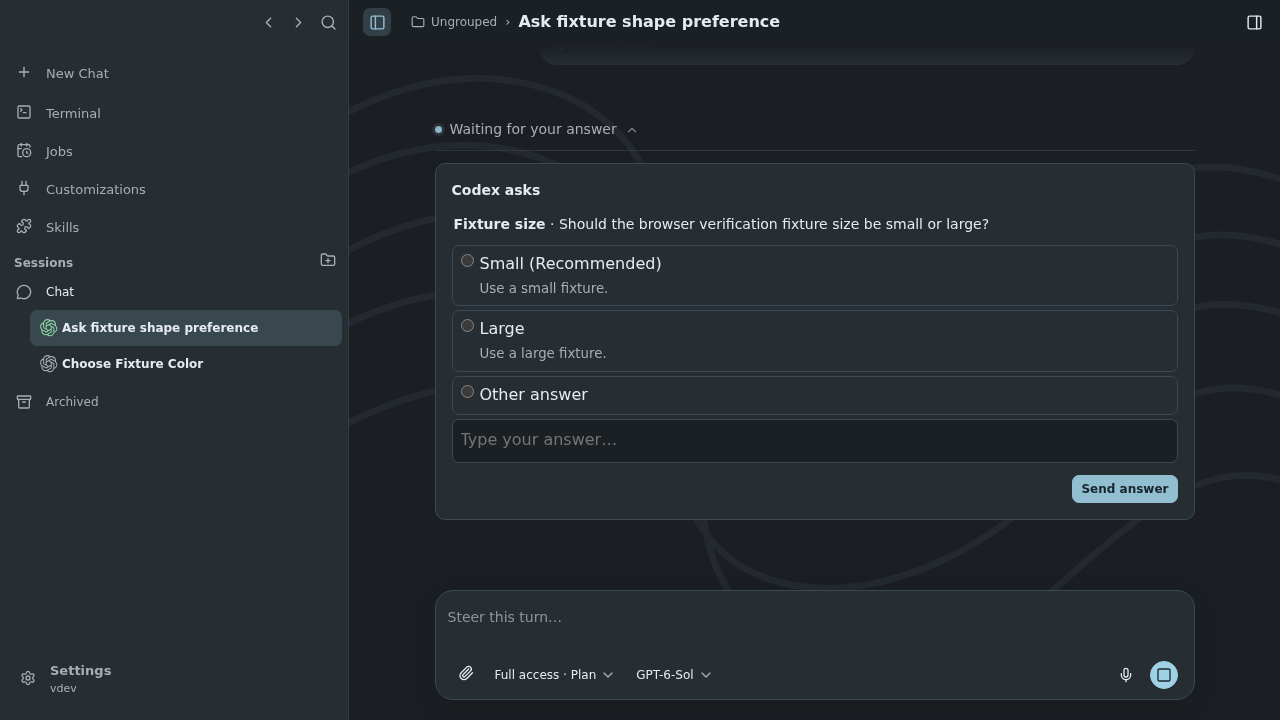 Ungrouped › Ask fixture shape preference
New Chat
Terminal
Jobs
Customizations
Skills
Sessions
Chat
Ask fixture shape preference
Choose Fixture Color
Archived
Settings
vdev
Waiting for your answer
Codex asks
Fixture size · Should the browser verification fixture size be small or large?
Small (Recommended)
Use a small fixture.
Large
Use a large fixture.
Other answer
Type your answer…
Send answer
Steer this turn…
Full access · Plan
GPT-6-Sol